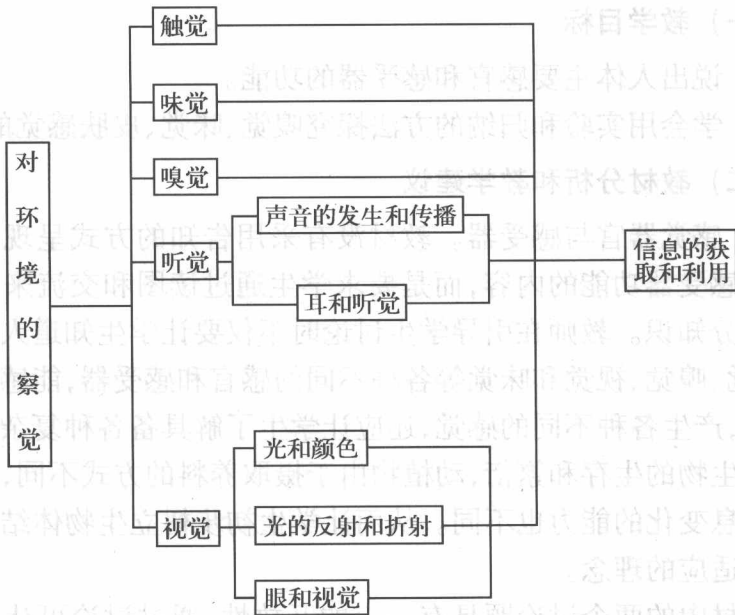 触觉
味觉
嗅觉
听觉
声音的发生和传播
耳和听觉
对环境的察觉
信息的获
取和利用
光和颜色
视觉
光的反射和折射
眼和视觉